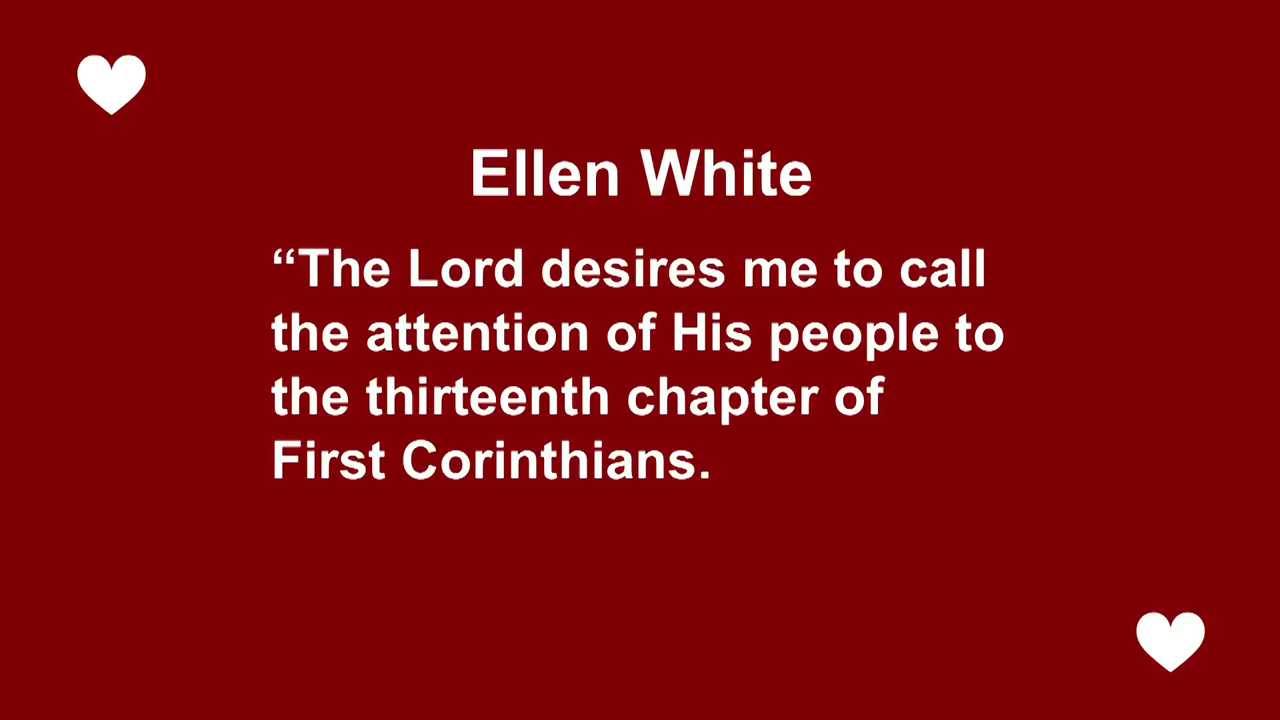 Ellen White
“The Lord desires me to call
the attention of His people to
the thirteenth chapter of
First Corinthians.